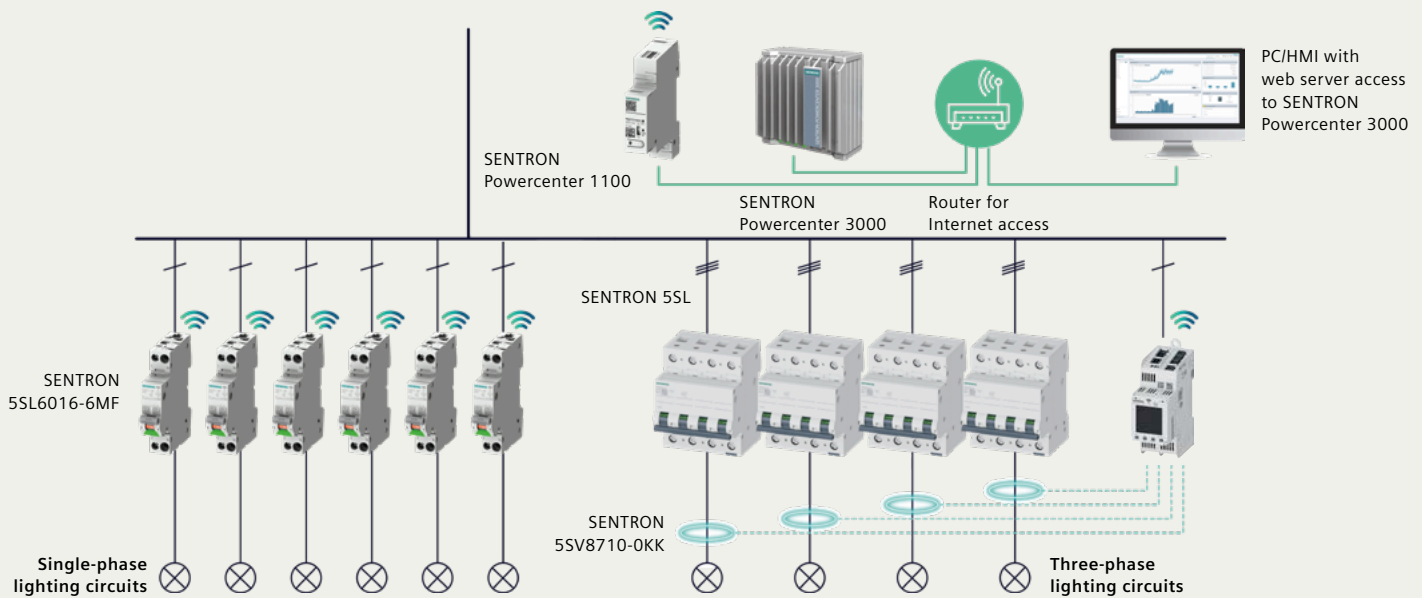 PC/HMI with
web server access
to SENTRON
Powercenter 3000
SENTRON
Powercenter 1100
SENTRON
Powercenter 3000
Router for
Internet access
SENTRON 5SL
SENTRON
5SL6016-6MF
SENTRON
5SV8710-0KK
Single-phase
lighting circuits
Three-phase
lighting circuits